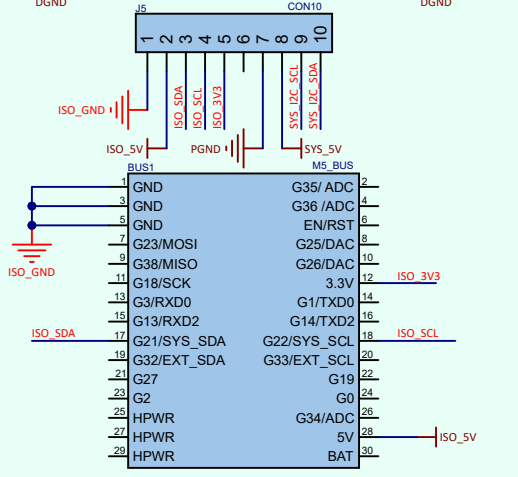 DGND DGND
J5 CON10
1 2 3 4 5 6 7 8 9 10
ISO_GND ISO_SDA ISO_SCL ISO_3V3 SYS_I2C_SCL SYS_I2C_SDA
ISO_5V PGND SYS_5V
BUS1 M5_BUS
1 GND G35/ ADC 2
3 GND G36 /ADC 4
5 GND EN/RST 6
7 G23/MOSI G25/DAC 8
ISO_GND 9 G38/MISO G26/DAC 10
11 G18/SCK 3.3V 12 ISO_3V3
13 G3/RXD0 G1/TXD0 14
15 G13/RXD2 G14/TXD2 16
ISO_SDA 17 G21/SYS_SDA G22/SYS_SCL 18 ISO_SCL
19 G32/EXT_SDA G33/EXT_SCL 20
21 G27 G19 22
23 G2 G0 24
25 HPWR G34/ADC 26
27 HPWR 5V 28 ISO_5V
29 HPWR BAT 30